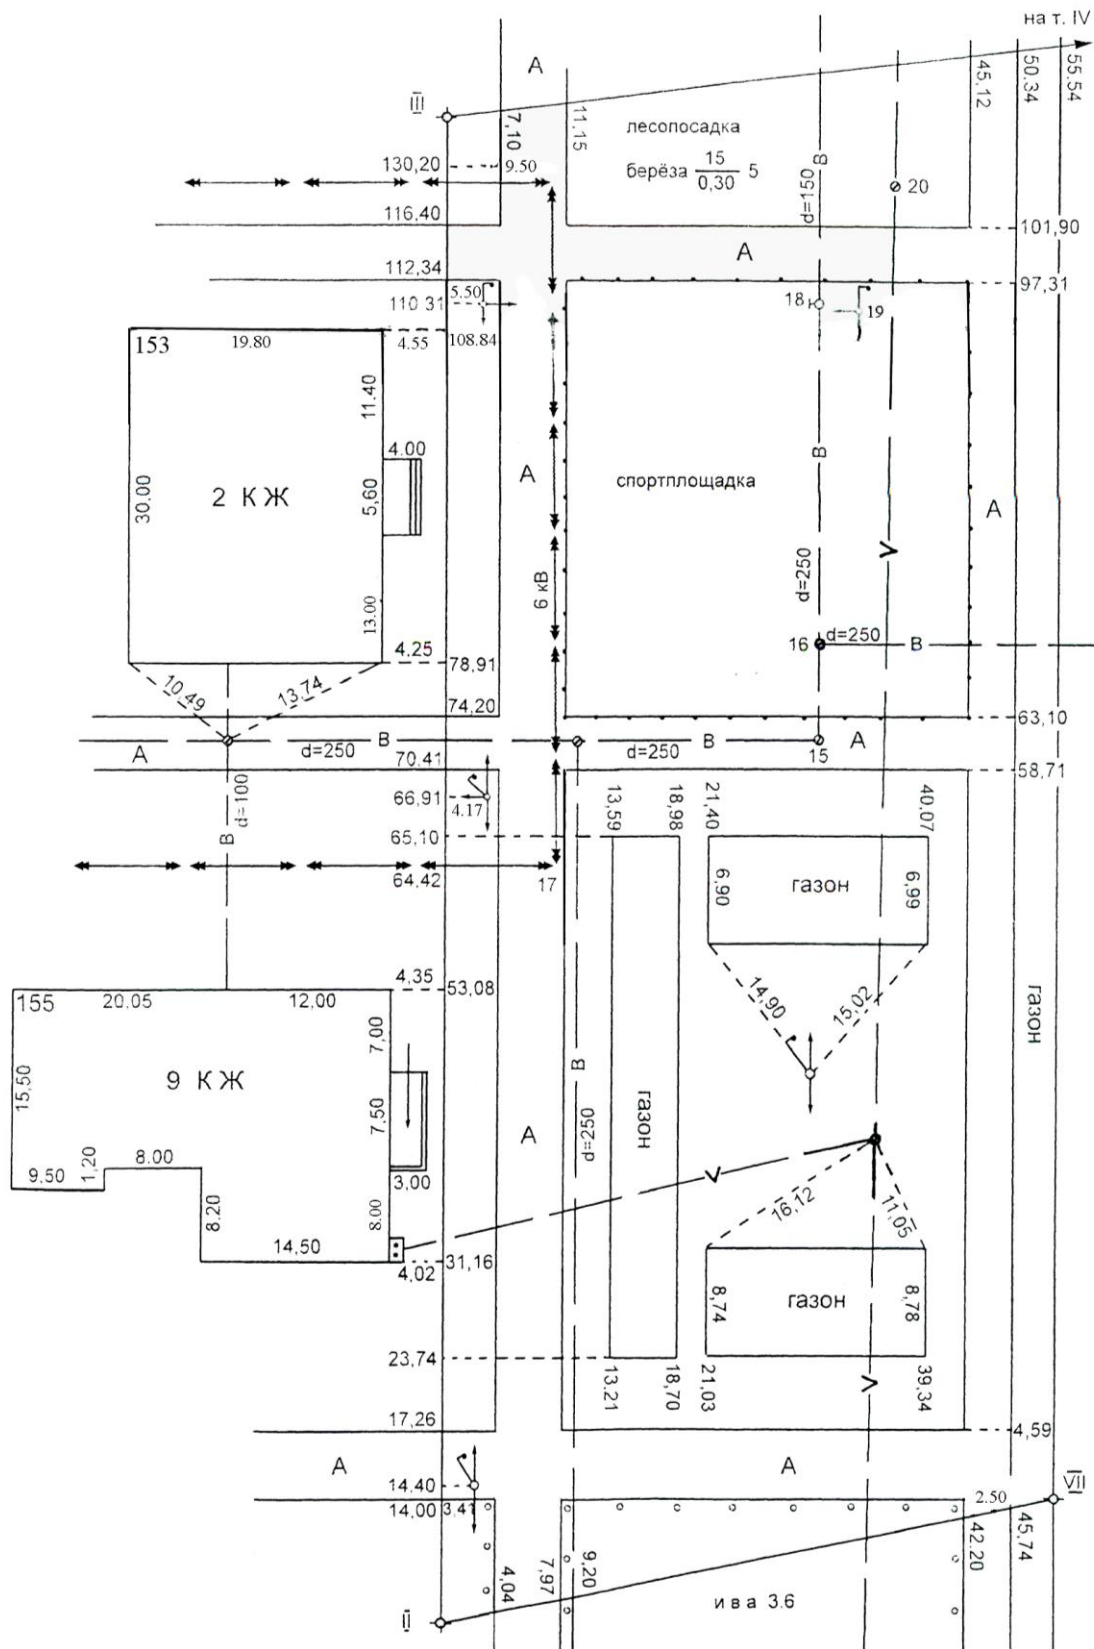 на т. IV
III
А
7,10
11,15
45,12
50.34
55.54
лесопосадка
берёза 15/0,30 5
В
d=150
20
130,20
9.50
116,40
101,90
А
112,34
97,31
110 31
5.50
18
19
153
19.80
4.55
108.84
11.40
4.00
В
30.00
2 КЖ
5,60
А
спортплощадка
А
V
6 кВ
d=250
13.00
16
d=250
В
4,25
78,91
10,49
13,74
74,20
63,10
А
d=250
В
d=250
В
15
А
70.41
58,71
d=100
В
66,91
4.17
65,10
13,59
18,98
21,40
40.07
64.42
17
6.90
газон
6,99
4,35
53,08
155
20.05
12,00
14,90
15,02
газон
7,00
9 КЖ
В
15,50
7,50
d=250
газон
А
1,20
8.00
9.50
3,00
V
8.20
8.00
16,12
11,05
14,50
4,02
31,16
8,74
газон
8,78
23,74
13.21
18,70
21,03
V
39,34
17,26
4,59
А
А
14,40
VII
14,00
3,41
2.50
4,04
7,97
9,20
42.20
45,74
II
ива 3.6